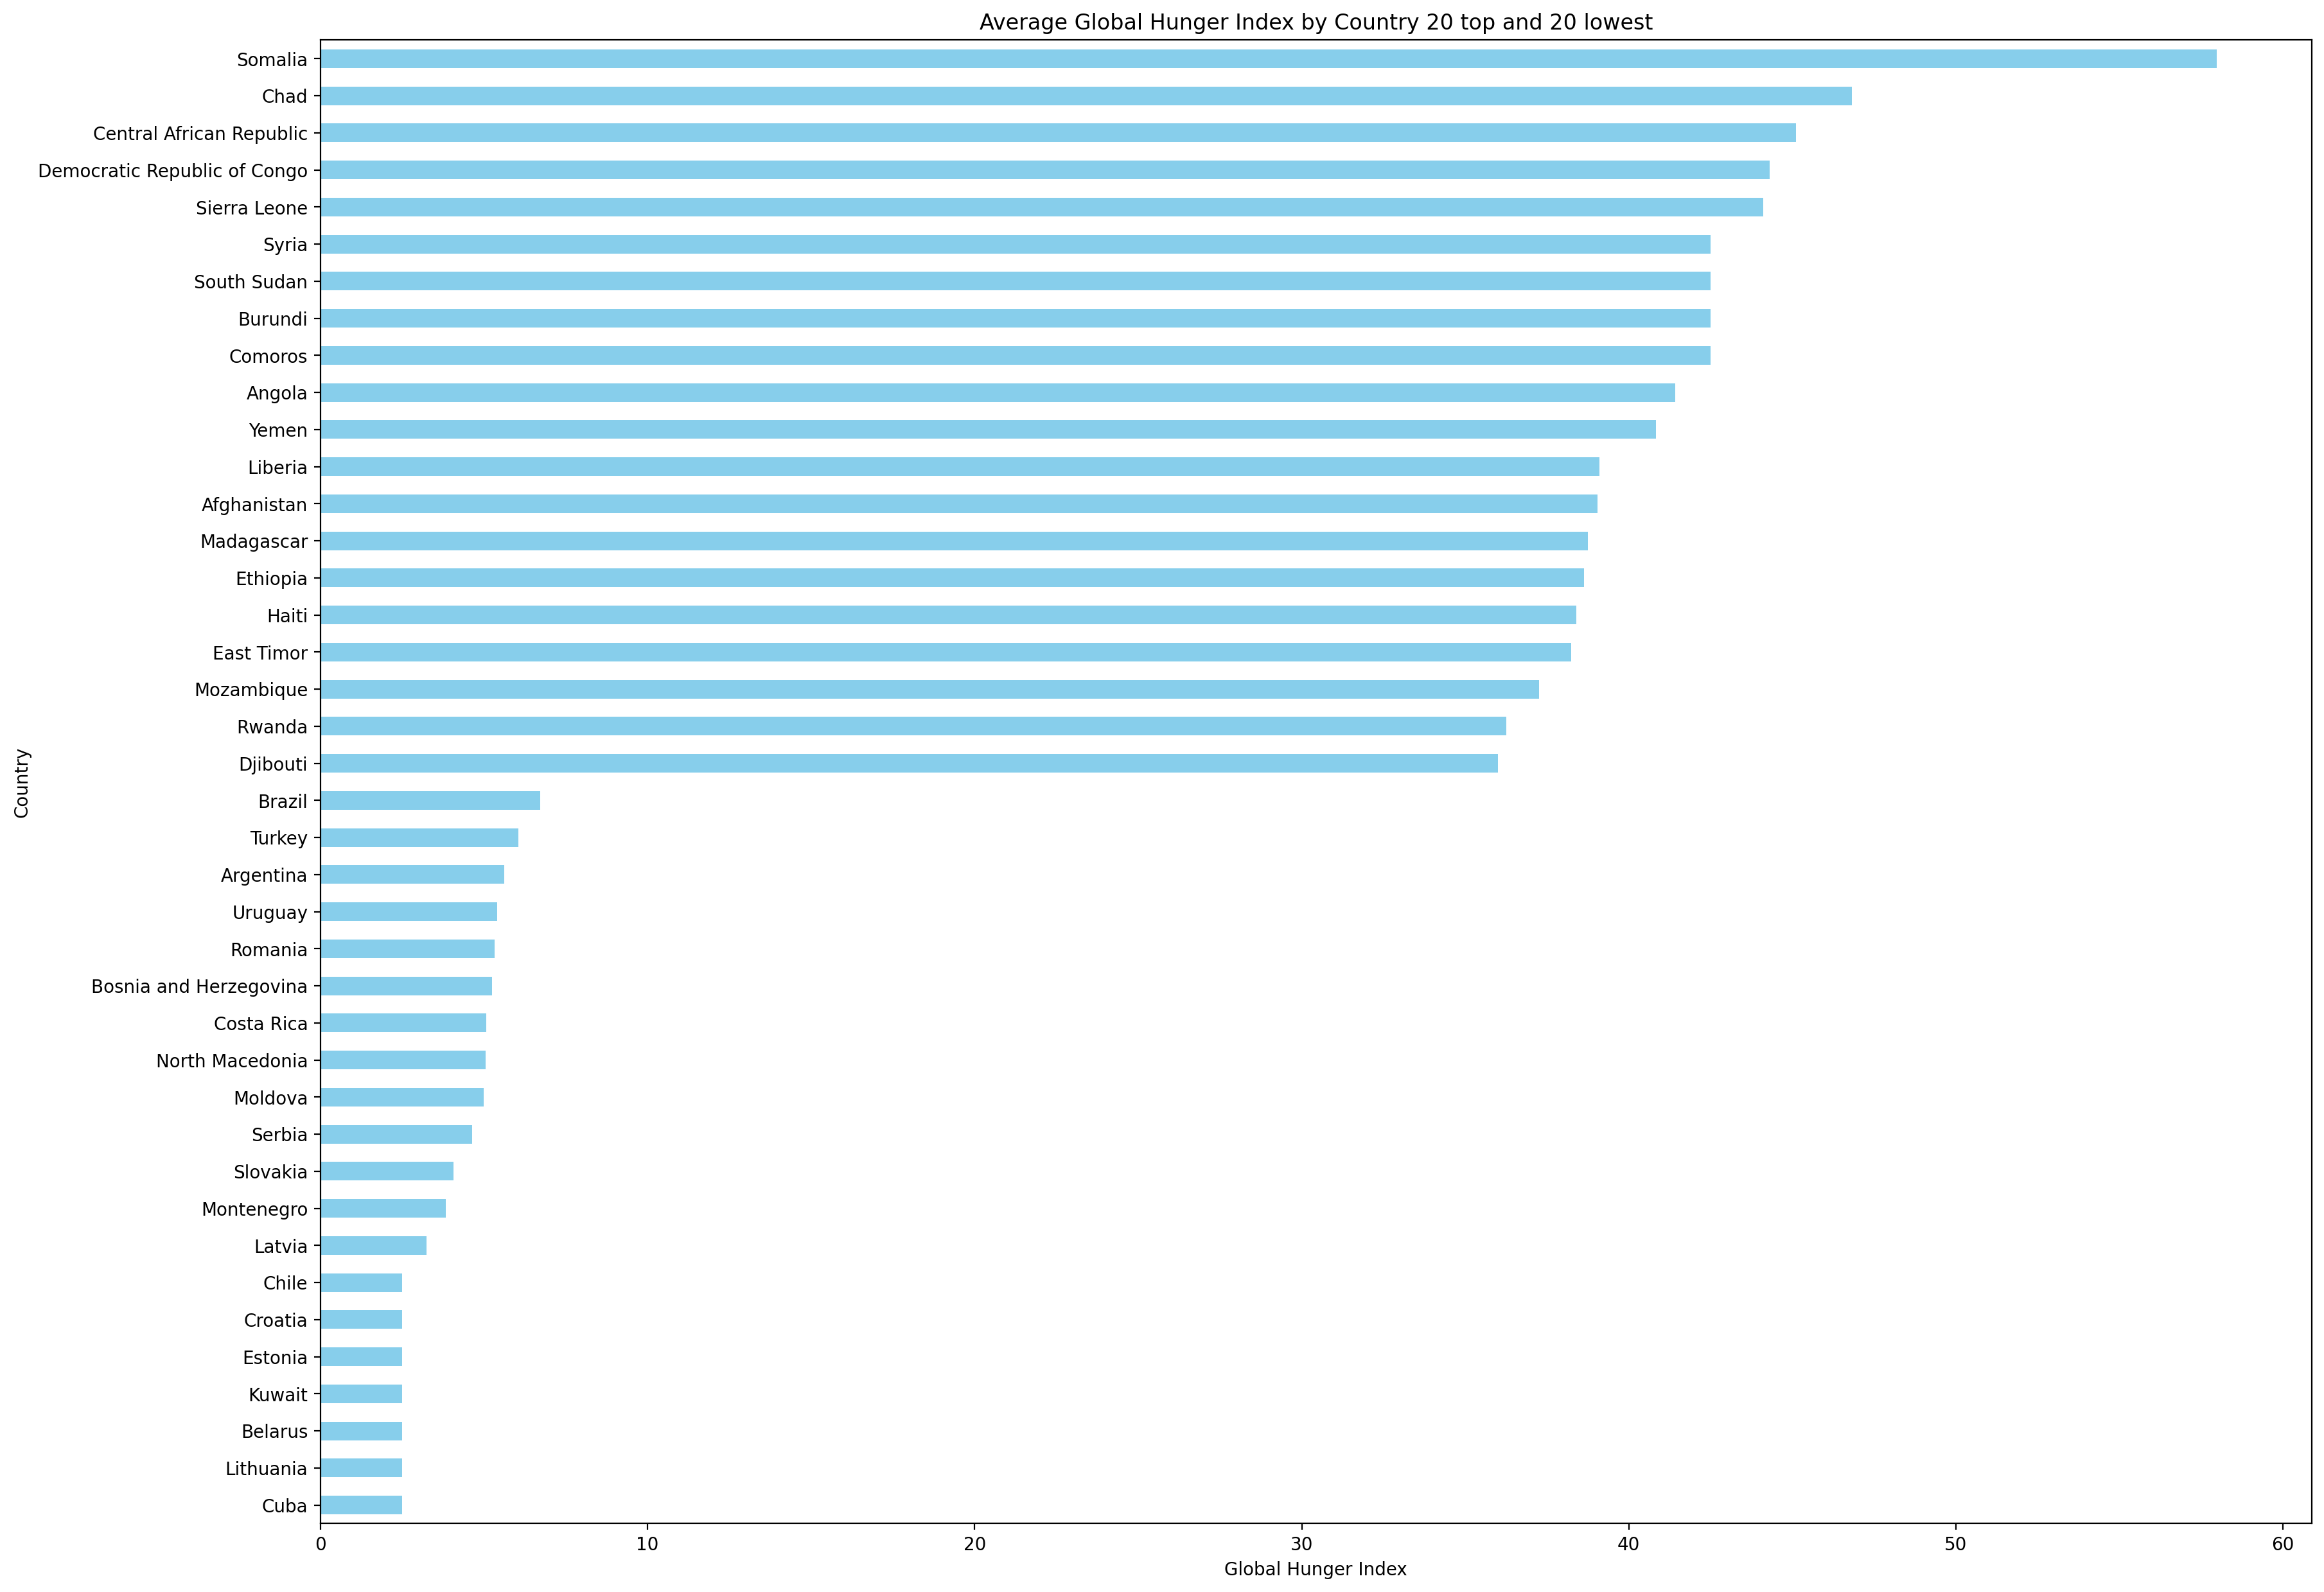 Average Global Hunger Index by Country 20 top and 20 lowest
Somalia
Chad
Central African Republic
Democratic Republic of Congo
Sierra Leone
Syria
South Sudan
Burundi
Comoros
Angola
Yemen
Liberia
Afghanistan
Madagascar
Ethiopia
Haiti
East Timor
Mozambique
Rwanda
Djibouti
Brazil
Turkey
Argentina
Uruguay
Romania
Bosnia and Herzegovina
Costa Rica
North Macedonia
Moldova
Serbia
Slovakia
Montenegro
Latvia
Chile
Croatia
Estonia
Kuwait
Belarus
Lithuania
Cuba
Country
0 10 20 30 40 50 60
Global Hunger Index